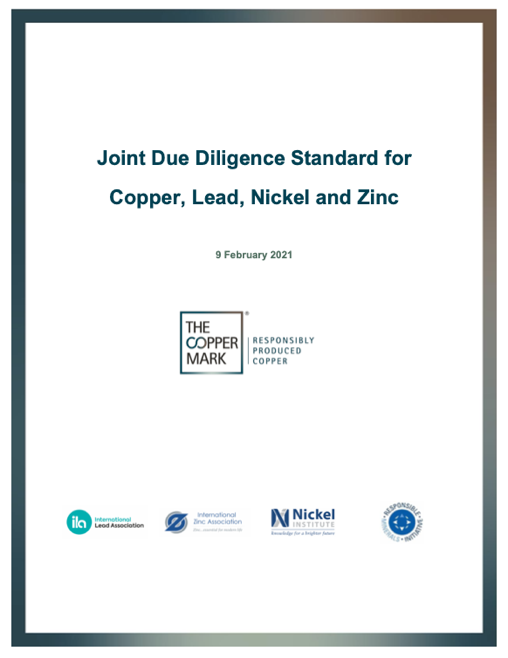 Joint Due Diligence Standard for
Copper, Lead, Nickel and Zinc
9 February 2021
THE
COPPER
MARK
®
RESPONSIBLY
PRODUCED
COPPER
ila
International
Lead Association
International
Zinc Association
Zinc...essential for modern life
N Nickel
INSTITUTE
knowledge for a brighter future
RESPONSIBLE
MINERALS INITIATIVE